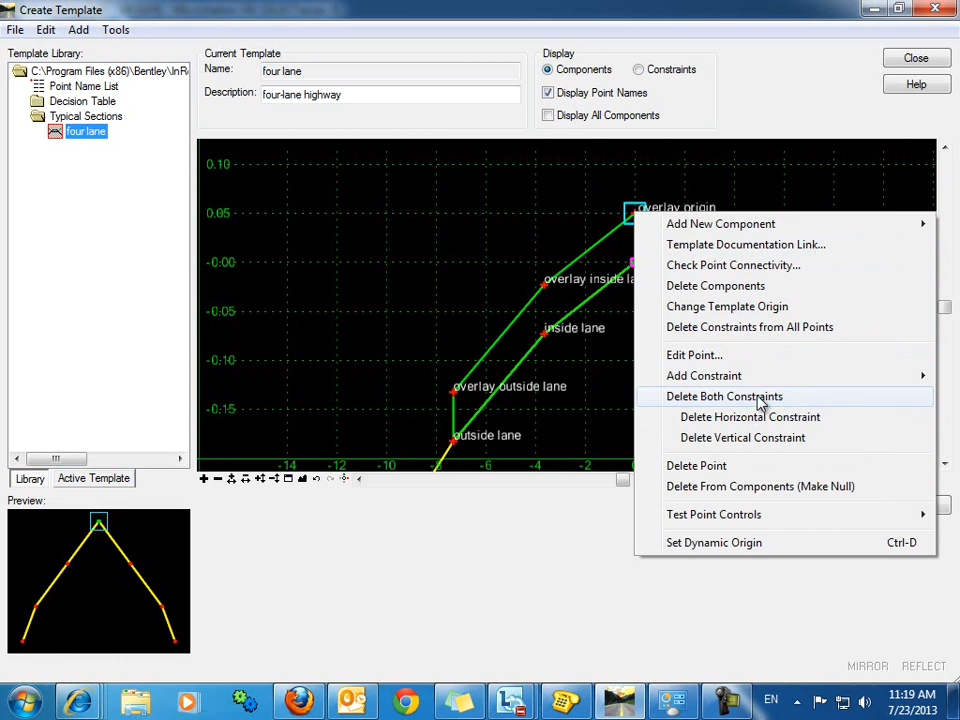 Create Template
File Edit Add Tools
Template Library:
C:\Program Files (x86)\Bentley\InRo
Point Name List
Decision Table
Typical Sections
four lane
Library
Active Template
Preview:
Current Template
Name: four lane
Description: four-lane highway
Display
Components
Constraints
Display Point Names
Display All Components
Close
Help
0.10
0.05
-0.00
-0.05
-0.10
-0.15
-14 -12 -10 -8 -6 -4 -2 0
overlay origin
overlay inside la
inside lane
overlay outside lane
outside lane
Add New Component
Template Documentation Link...
Check Point Connectivity...
Delete Components
Change Template Origin
Delete Constraints from All Points
Edit Point...
Add Constraint
Delete Both Constraints
Delete Horizontal Constraint
Delete Vertical Constraint
Delete Point
Delete From Components (Make Null)
Test Point Controls
Set Dynamic Origin Ctrl-D
MIRROR REFLECT
EN
11:19 AM
7/23/2013